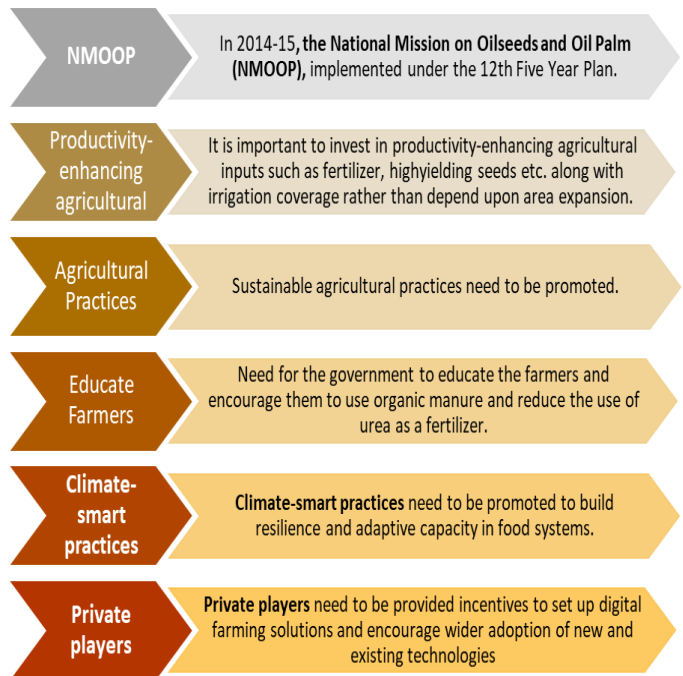 NMOOP
In 2014-15, the National Mission on Oilseeds and Oil Palm
(NMOOP), implemented under the 12th Five Year Plan.
Productivity-
enhancing
agricultural
It is important to invest in productivity-enhancing agricultural
inputs such as fertilizer, highyielding seeds etc. along with
irrigation coverage rather than depend upon area expansion.
Agricultural
Practices
Sustainable agricultural practices need to be promoted.
Educate
Farmers
Need for the government to educate the farmers and
encourage them to use organic manure and reduce the use of
urea as a fertilizer.
Climate-
smart
practices
Climate-smart practices need to be promoted to build
resilience and adaptive capacity in food systems.
Private
players
Private players need to be provided incentives to set up digital
farming solutions and encourage wider adoption of new and
existing technologies